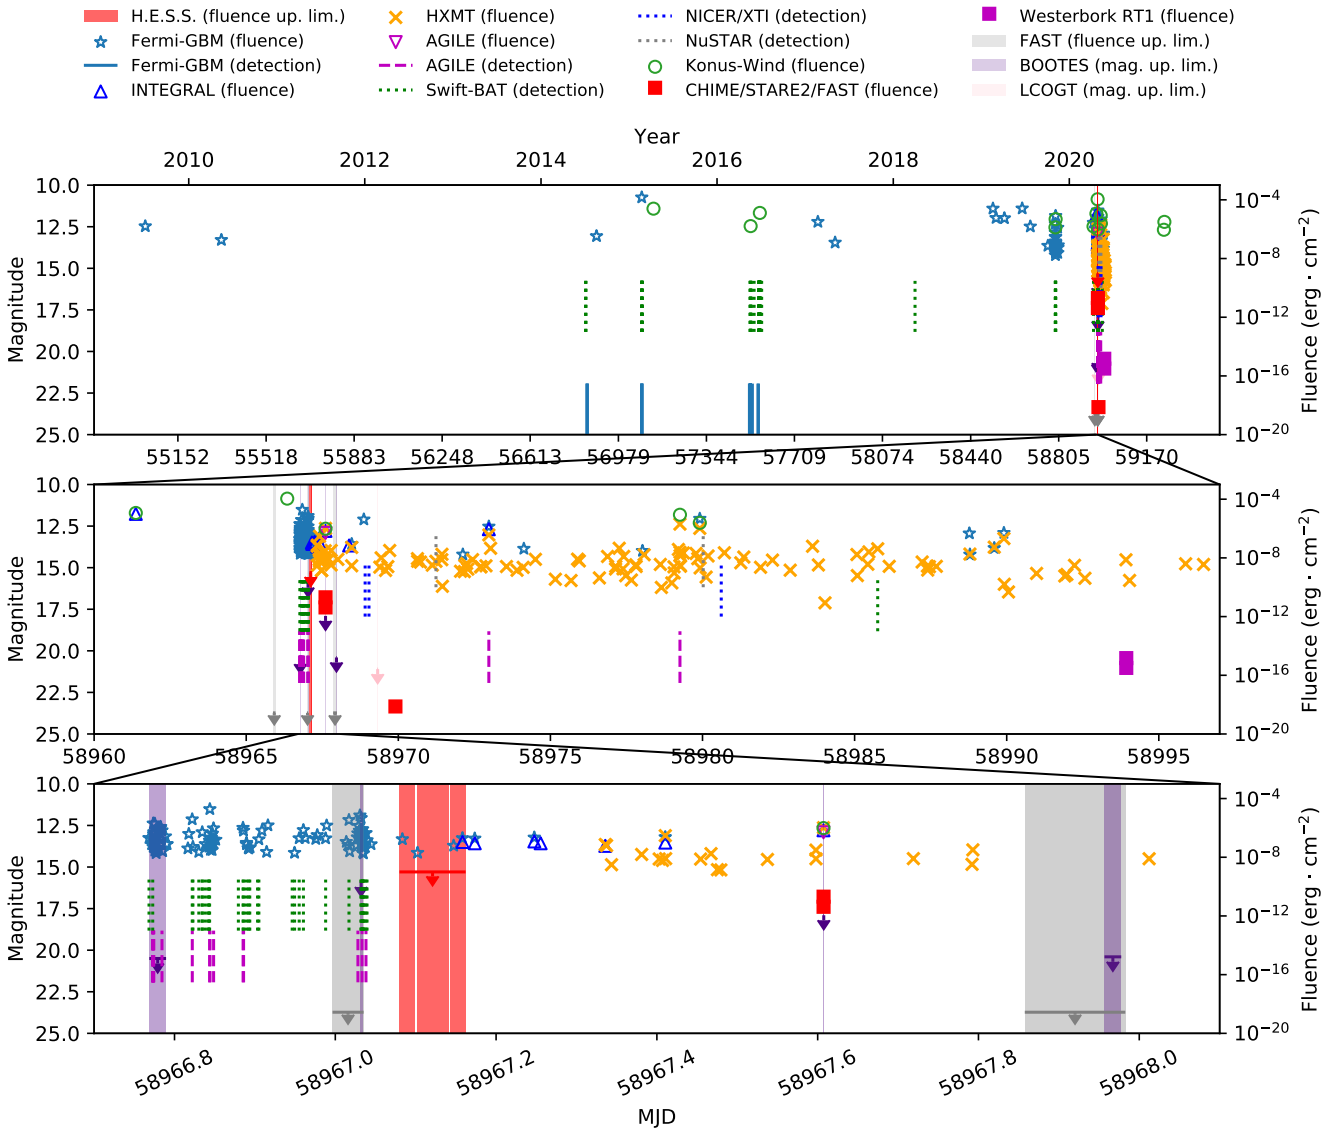 H.E.S.S. (fluence up. lim.)
Fermi-GBM (fluence)
Fermi-GBM (detection)
INTEGRAL (fluence)
HXMT (fluence)
AGILE (fluence)
AGILE (detection)
Swift-BAT (detection)
NICER/XTI (detection)
NuSTAR (detection)
Konus-Wind (fluence)
CHIME/STARE2/FAST (fluence)
Westerbork RT1 (fluence)
FAST (fluence up. lim.)
BOOTES (mag. up. lim.)
LCOGT (mag. up. lim.)
Year
2010 2012 2014 2016 2018 2020
Magnitude
10.0
12.5
15.0
17.5
20.0
22.5
25.0
10⁻⁴
10⁻⁸
10⁻¹²
10⁻¹⁶
10⁻²⁰
Fluence (erg · cm⁻²)
55152 55518 55883 56248 56613 56979 57344 57709 58074 58440 58805 59170
Magnitude
10.0
12.5
15.0
17.5
20.0
22.5
25.0
10⁻⁴
10⁻⁸
10⁻¹²
10⁻¹⁶
10⁻²⁰
Fluence (erg · cm⁻²)
58960 58965 58970 58975 58980 58985 58990 58995
Magnitude
10.0
12.5
15.0
17.5
20.0
22.5
25.0
10⁻⁴
10⁻⁸
10⁻¹²
10⁻¹⁶
10⁻²⁰
Fluence (erg · cm⁻²)
58966.8 58967.0 58967.2 58967.4 58967.6 58967.8 58968.0
MJD